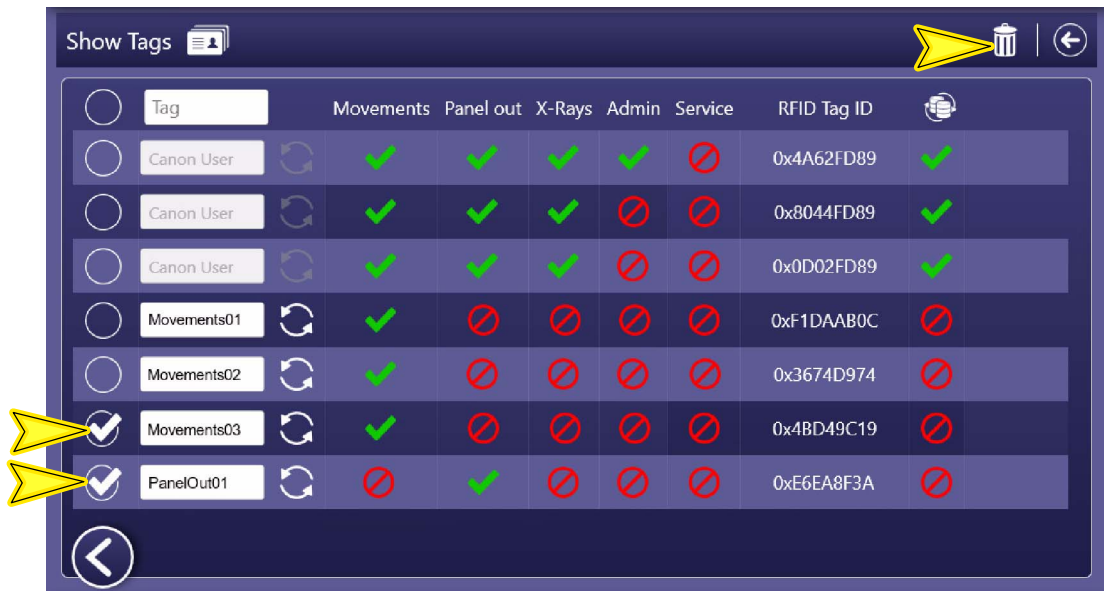 Show Tags
Tag Movements Panel out X-Rays Admin Service RFID Tag ID
Canon User 0x4A62FD89
Canon User 0x8044FD89
Canon User 0x0D02FD89
Movements01 0xF1DAAB0C
Movements02 0x3674D974
Movements03 0x4BD49C19
PanelOut01 0xE6EA8F3A